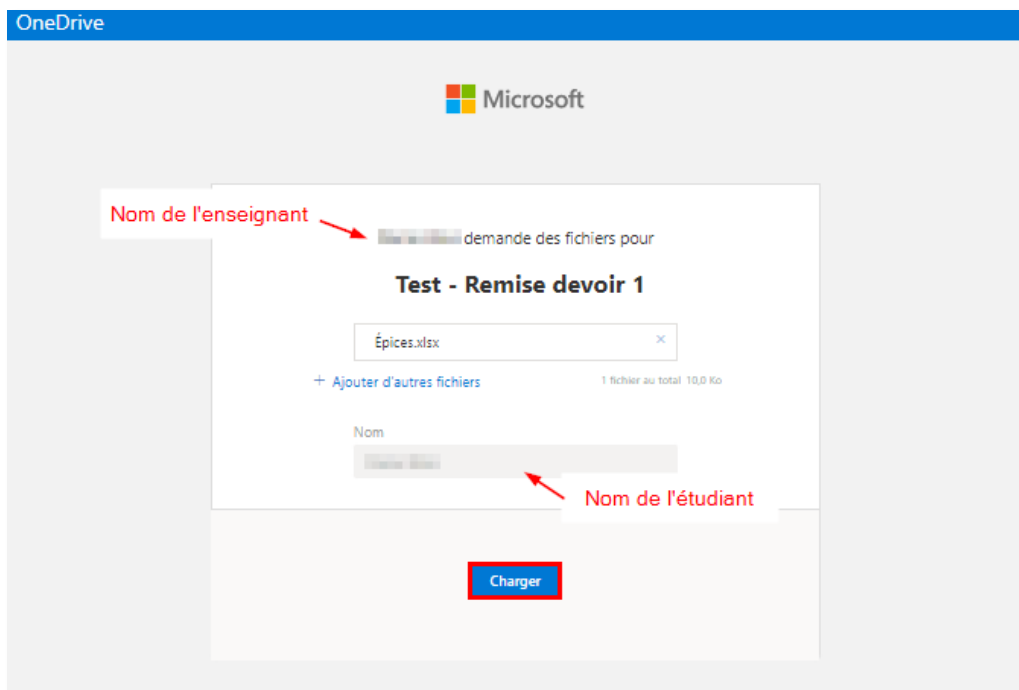 OneDrive
Microsoft
Nom de l'enseignant
demande des fichiers pour
Test - Remise devoir 1
Épices.xlsx ×
+ Ajouter d'autres fichiers 1 fichier au total 10,0 Ko
Nom
Nom de l'étudiant
Charger